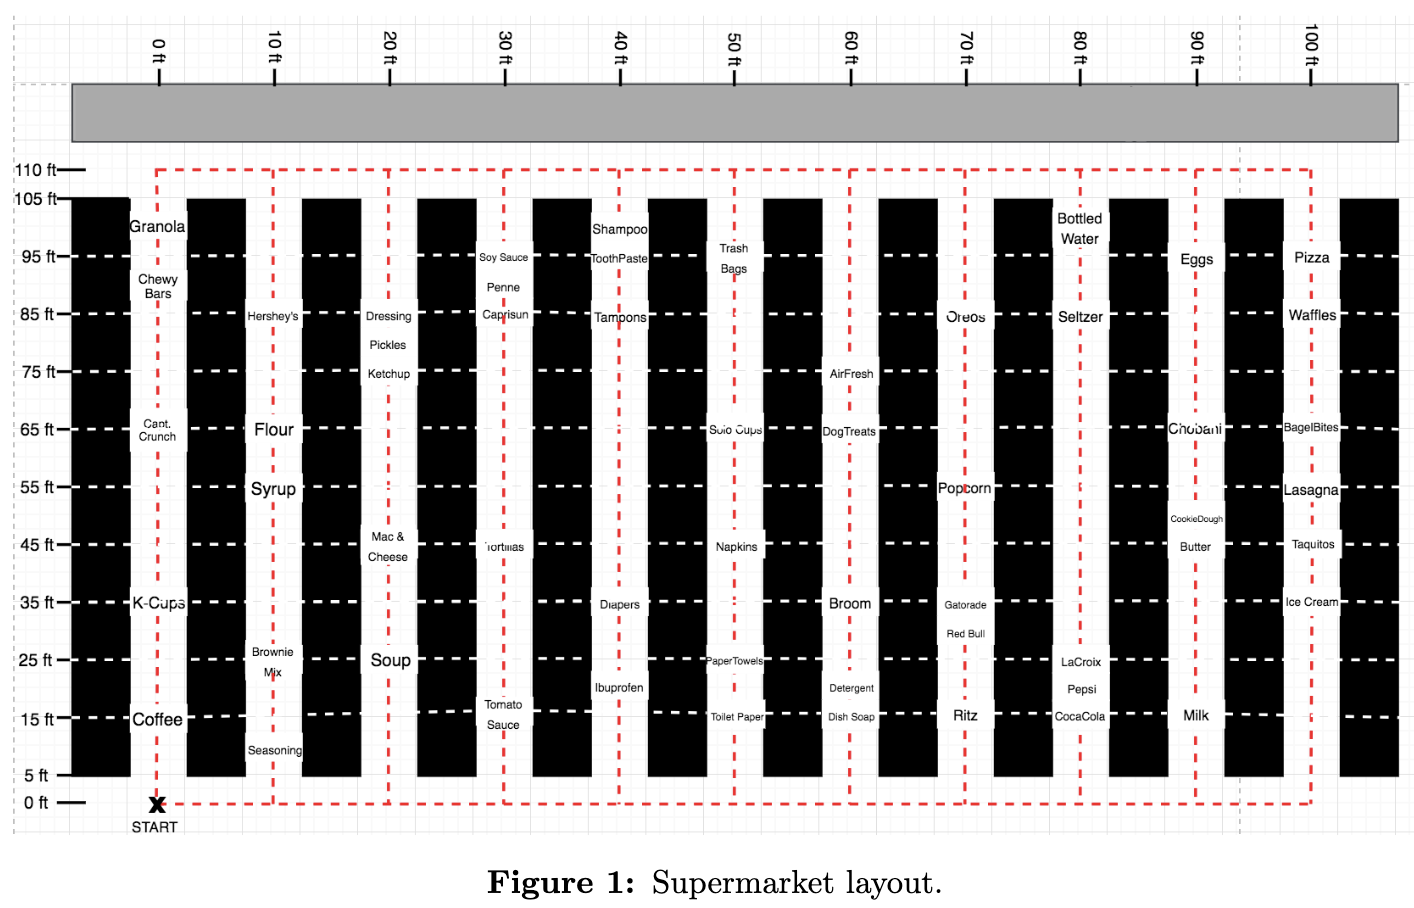 0 ft 10 ft 20 ft 30 ft 40 ft 50 ft 60 ft 70 ft 80 ft 90 ft 100 ft
110 ft
105 ft
Granola Shampoo Bottled
Water
95 ft Soy Sauce ToothPaste Trash
Bags Eggs Pizza
Chewy
Bars Penne
85 ft Hershey's Dressing Caprisun Tampons Oreos Seltzer Waffles
Pickles
75 ft Ketchup AirFresh
65 ft Cant.
Crunch Flour Solo Cups DogTreats Chobani BagelBites
55 ft Syrup Popcorn Lasagna
CookieDough
45 ft Mac &
Cheese Tortillas Napkins Butter Taquitos
35 ft K-Cups Diapers Broom Gatorade Ice Cream
Red Bull
25 ft Brownie
Mix Soup PaperTowels LaCroix
Ibuprofen Detergent Pepsi
15 ft Coffee Tomato
Sauce Toilet Paper Dish Soap Ritz CocaCola Milk
Seasoning
5 ft
0 ft X
START
Figure 1: Supermarket layout.